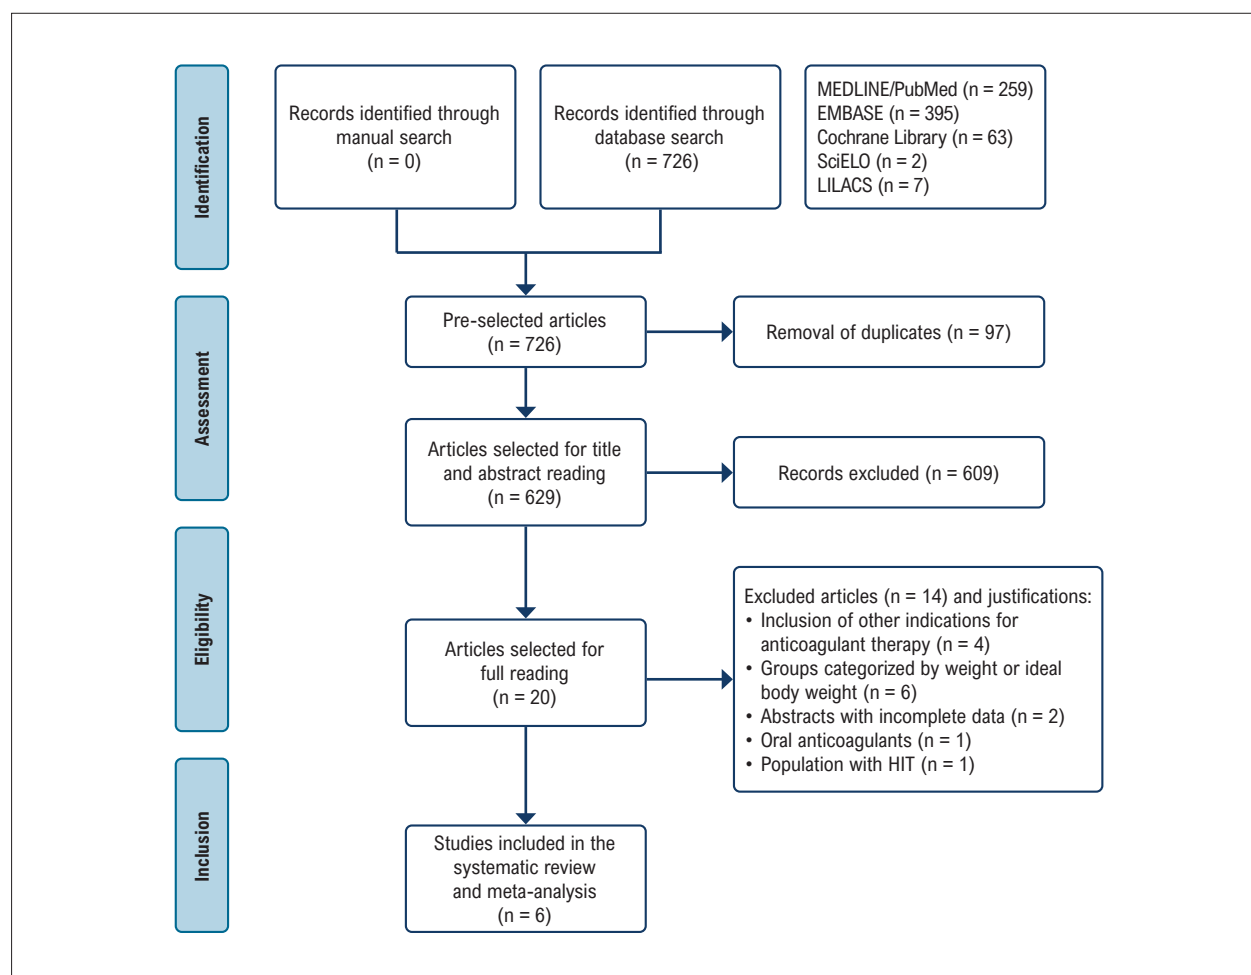 Identification
Records identified through
manual search
(n = 0)
Records identified through
database search
(n = 726)
MEDLINE/PubMed (n = 259)
EMBASE (n = 395)
Cochrane Library (n = 63)
SciELO (n = 2)
LILACS (n = 7)
Assessment
Pre-selected articles
(n = 726)
Removal of duplicates (n = 97)
Articles selected for title
and abstract reading
(n = 629)
Records excluded (n = 609)
Eligibility
Articles selected for
full reading
(n = 20)
Excluded articles (n = 14) and justifications:
• Inclusion of other indications for
anticoagulant therapy (n = 4)
• Groups categorized by weight or ideal
body weight (n = 6)
• Abstracts with incomplete data (n = 2)
• Oral anticoagulants (n = 1)
• Population with HIT (n = 1)
Inclusion
Studies included in the
systematic review
and meta-analysis
(n = 6)